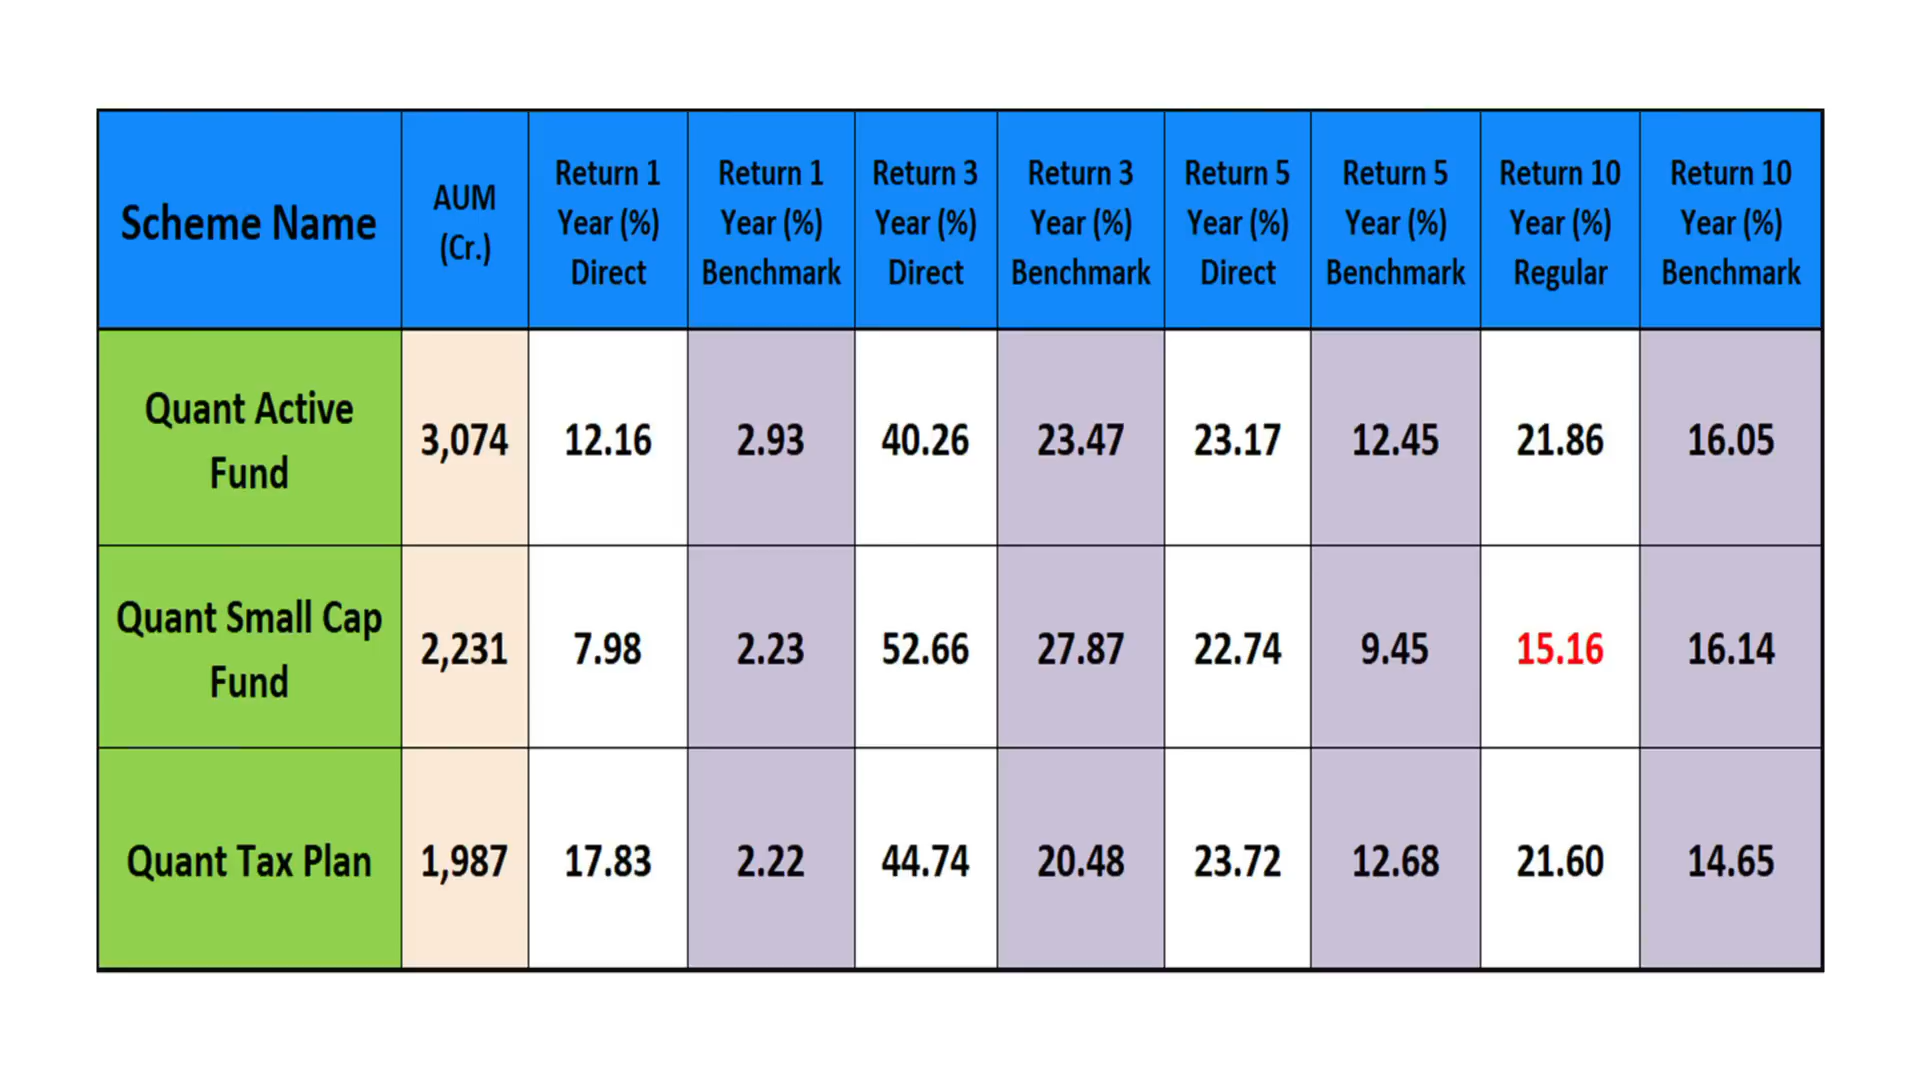 Scheme Name
AUM
(Cr.)
Return 1
Year (%)
Direct
Return 1
Year (%)
Benchmark
Return 3
Year (%)
Direct
Return 3
Year (%)
Benchmark
Return 5
Year (%)
Direct
Return 5
Year (%)
Benchmark
Return 10
Year (%)
Regular
Return 10
Year (%)
Benchmark
Quant Active
Fund
3,074
12.16
2.93
40.26
23.47
23.17
12.45
21.86
16.05
Quant Small Cap
Fund
2,231
7.98
2.23
52.66
27.87
22.74
9.45
15.16
16.14
Quant Tax Plan
1,987
17.83
2.22
44.74
20.48
23.72
12.68
21.60
14.65